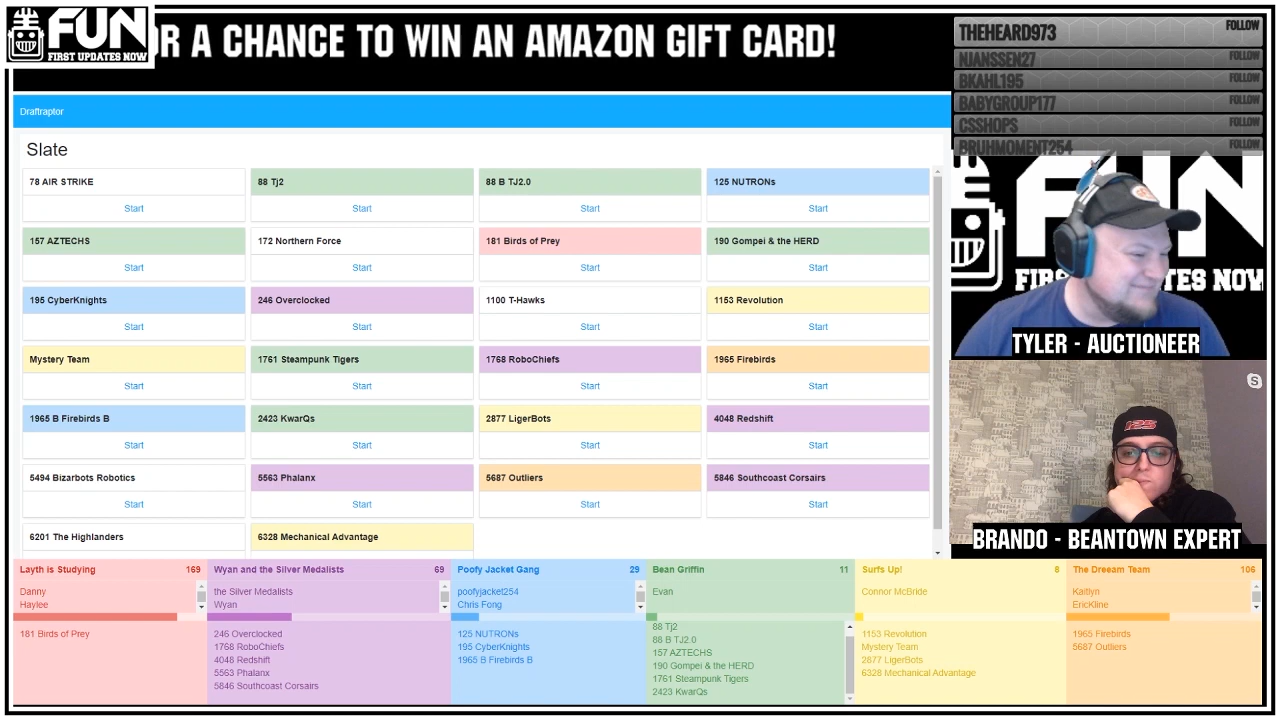 FUN
FIRST UPDATES NOW
OR A CHANCE TO WIN AN AMAZON GIFT CARD!
THEHEARD973 FOLLOW
NJANSSEN27 FOLLOW
BKAHL195 FOLLOW
BABYGROUP177 FOLLOW
CSSHOPS FOLLOW
BRUHMOMENT254 FOLLOW
Draftraptor
Slate
78 AIR STRIKE
88 Tj2
88 B TJ2.0
125 NUTRONs
Start
Start
Start
Start
157 AZTECHS
172 Northern Force
181 Birds of Prey
190 Gompei & the HERD
Start
Start
Start
Start
195 CyberKnights
246 Overclocked
1100 T-Hawks
1153 Revolution
Start
Start
Start
Start
Mystery Team
1761 Steampunk Tigers
1768 RoboChiefs
1965 Firebirds
Start
Start
Start
Start
1965 B Firebirds B
2423 KwarQs
2877 LigerBots
4048 Redshift
Start
Start
Start
Start
5494 Bizarbots Robotics
5563 Phalanx
5687 Outliers
5846 Southcoast Corsairs
Start
Start
Start
Start
6201 The Highlanders
6328 Mechanical Advantage
FUN
FIRST UPDATES NOW
TYLER - AUCTIONEER
125
BRANDO - BEANTOWN EXPERT
Layth is Studying 169
Danny
Haylee
181 Birds of Prey
Wyan and the Silver Medalists 69
the Silver Medalists
Wyan
246 Overclocked
1768 RoboChiefs
4048 Redshift
5563 Phalanx
5846 Southcoast Corsairs
Poofy Jacket Gang 29
poofyjacket254
Chris Fong
125 NUTRONs
195 CyberKnights
1965 B Firebirds B
Bean Griffin 11
Evan
88 Tj2
88 B TJ2.0
157 AZTECHS
190 Gompei & the HERD
1761 Steampunk Tigers
2423 KwarQs
Surfs Up! 8
Connor McBride
1153 Revolution
Mystery Team
2877 LigerBots
6328 Mechanical Advantage
The Dreeam Team 106
Kaitlyn
EricKline
1965 Firebirds
5687 Outliers